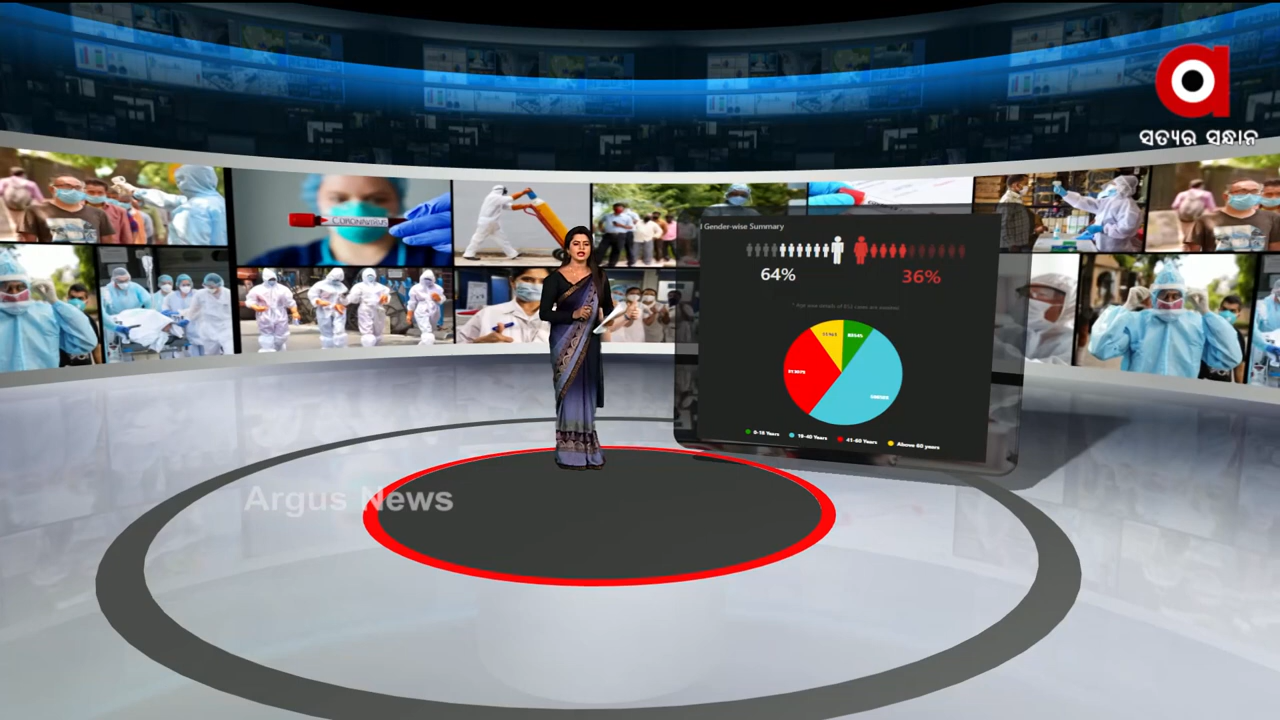 ସତ୍ୟର ସନ୍ଧାନ
CORONAVIRUS
l Gender-wise Summary
64%
36%
6-18 Years
19-40 Years
41-60 Years
Above 60 years
Argus News